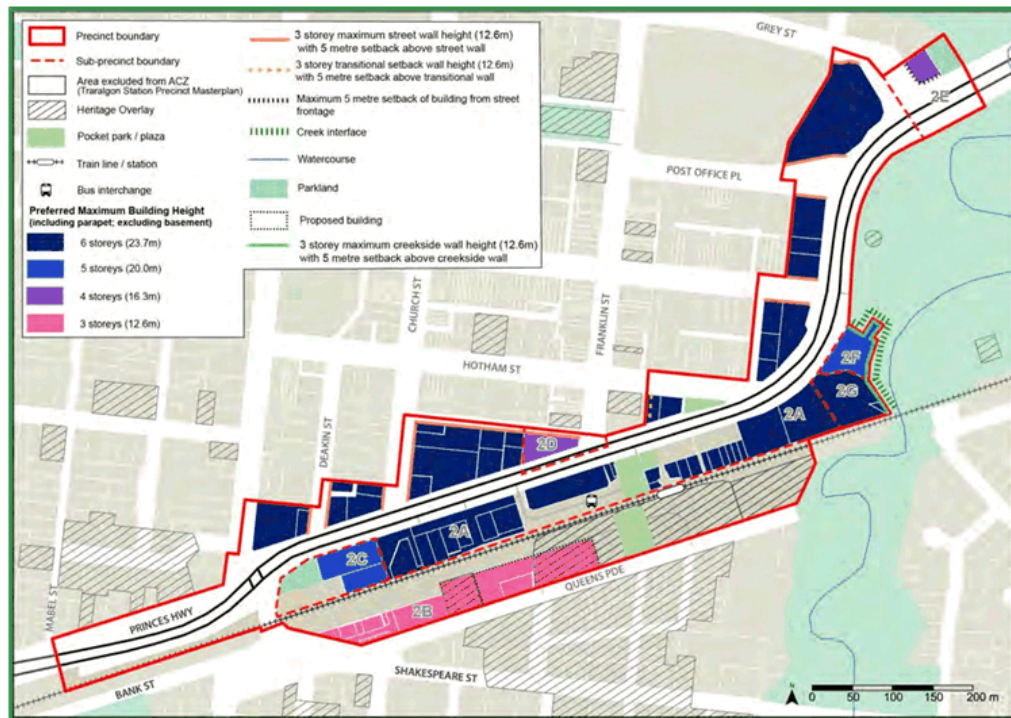 Precinct boundary
Sub-precinct boundary
Area excluded from ACZ
(Traralgon Station Precinct Masterplan)
Heritage Overlay
Pocket park / plaza
Train line / station
Bus interchange
Preferred Maximum Building Height
(including parapet; excluding basement)
6 storeys (23.7m)
5 storeys (20.0m)
4 storeys (16.3m)
3 storeys (12.6m)
3 storey maximum street wall height (12.6m)
with 5 metre setback above street wall
3 storey transitional setback wall height (12.6m)
with 5 metre setback above transitional wall
Maximum 5 metre setback of building from street
frontage
Creek interface
Watercourse
Parkland
Proposed building
3 storey maximum creekside wall height (12.6m)
with 5 metre setback above creekside wall
GREY ST
2E
POST OFFICE PL
FRANKLIN ST
CHURCH ST
HOTHAM ST
DEAKIN ST
2F
2G
2A
2D
2A
2C
2B
QUEENS PDE
MABEL ST
PRINCES HWY
BANK ST
SHAKESPEARE ST
N
0 50 100 150 200 m